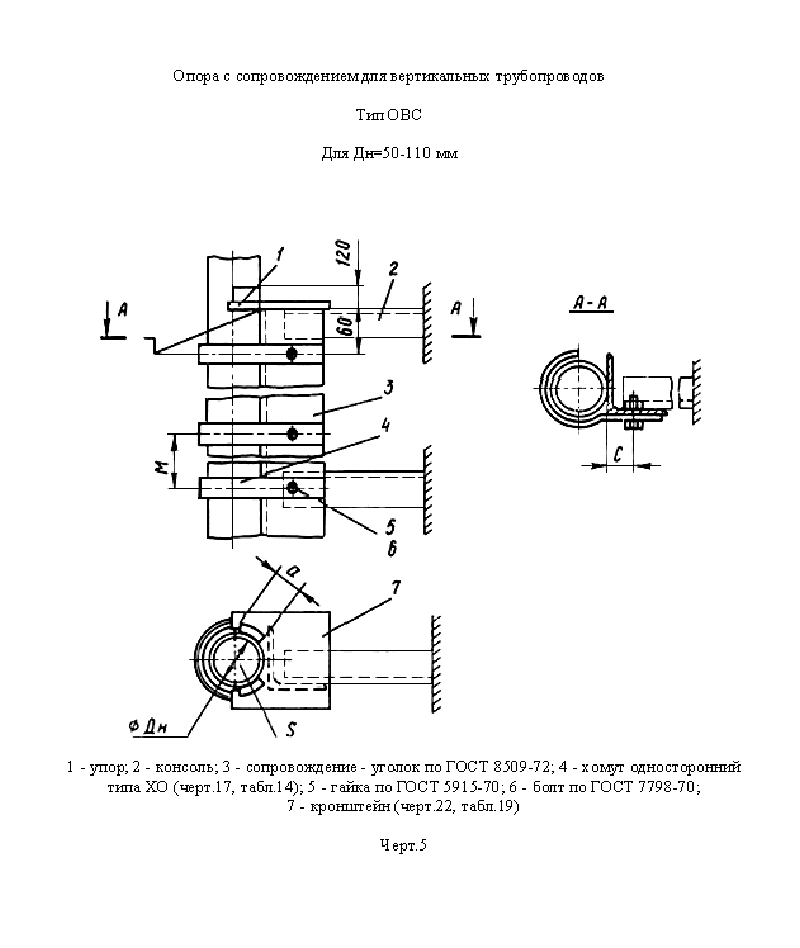 Опора с сопровождением для вертикальных трубопроводов
Тип ОВС
Для Дн=50-110 мм
1
120
2
А
А
60
А-А
3
4
М
С
5
6
а
7
ФДн
S
1 - упор; 2 - консоль; 3 - сопровождение - уголок по ГОСТ 8509-72; 4 - хомут односторонний
типа ХО (черт.17, табл.14); 5 - гайка по ГОСТ 5915-70; 6 - болт по ГОСТ 7798-70;
7 - кронштейн (черт.22, табл.19)
Черт.5